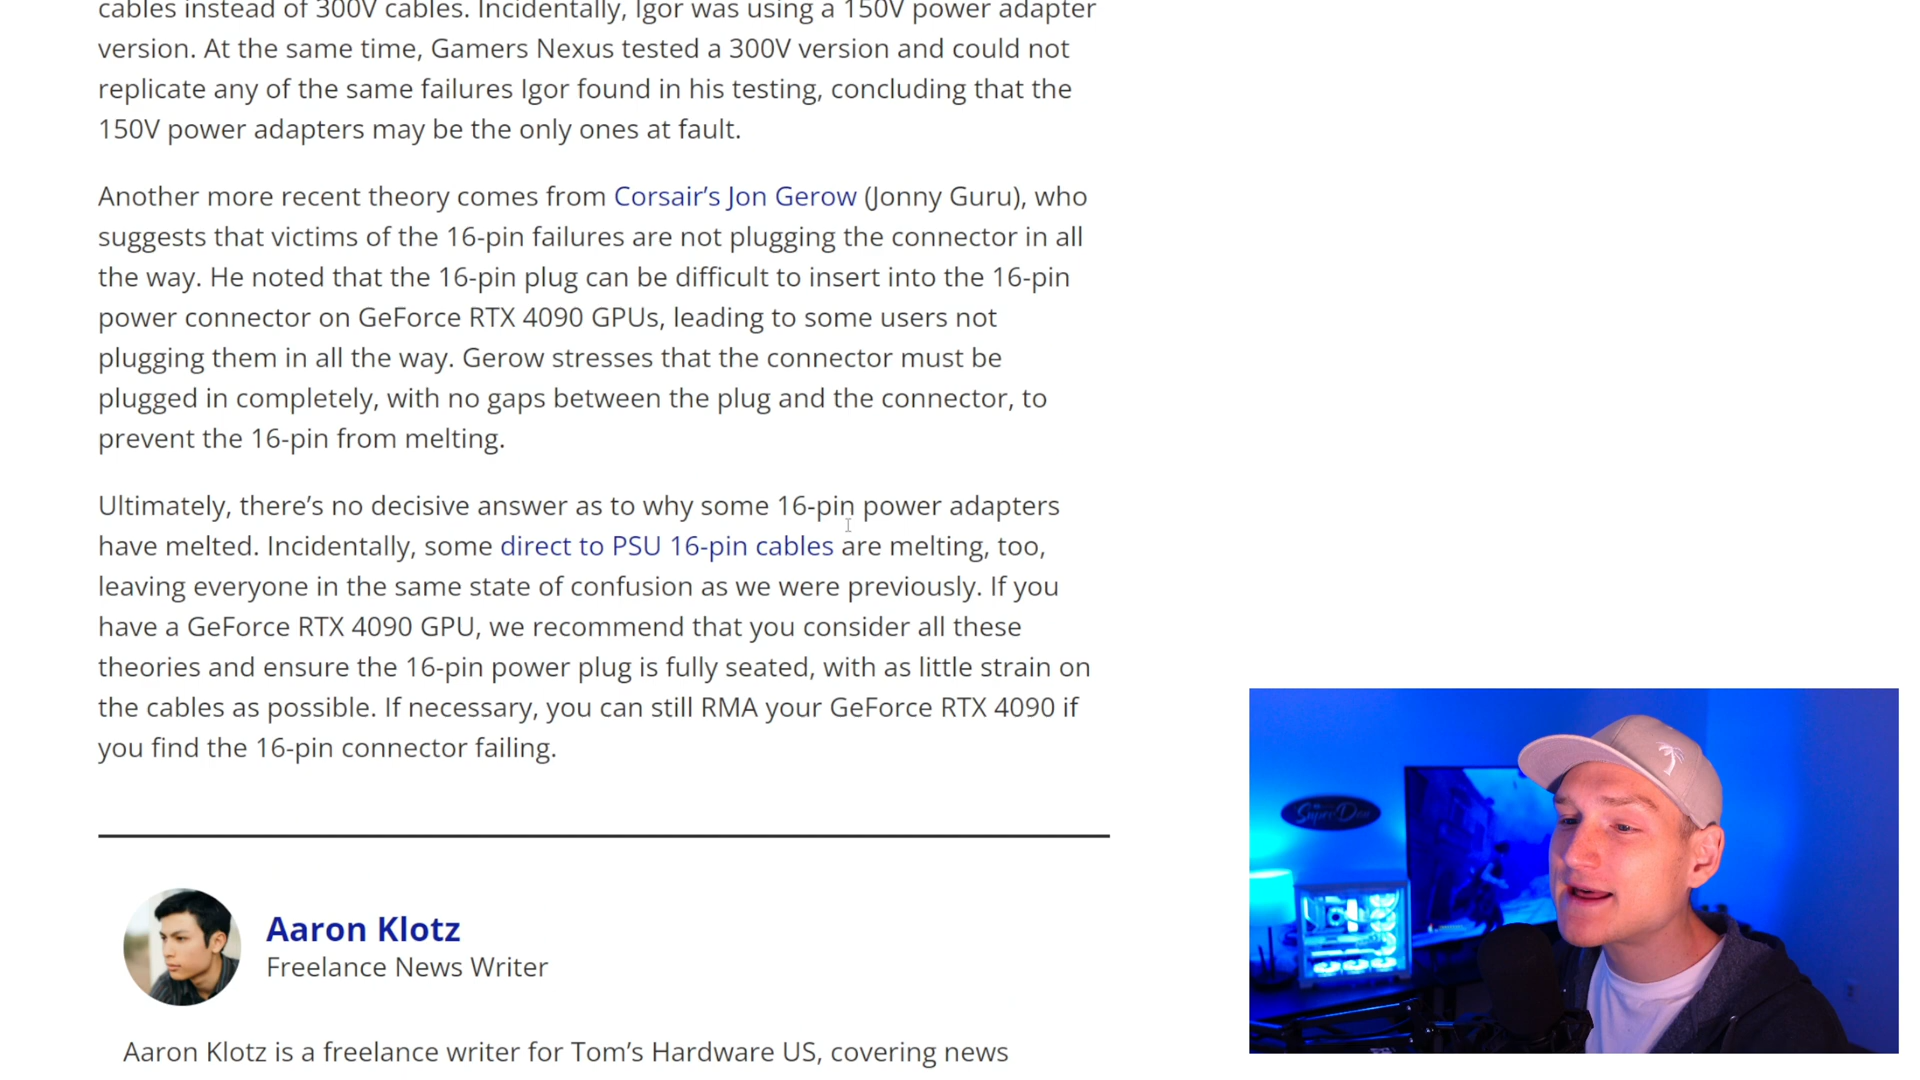 cables instead of 300V cables. Incidentally, Igor was using a 150V power adapter
version. At the same time, Gamers Nexus tested a 300V version and could not
replicate any of the same failures Igor found in his testing, concluding that the
150V power adapters may be the only ones at fault.
Another more recent theory comes from Corsair’s Jon Gerow (Jonny Guru), who
suggests that victims of the 16-pin failures are not plugging the connector in all
the way. He noted that the 16-pin plug can be difficult to insert into the 16-pin
power connector on GeForce RTX 4090 GPUs, leading to some users not
plugging them in all the way. Gerow stresses that the connector must be
plugged in completely, with no gaps between the plug and the connector, to
prevent the 16-pin from melting.
Ultimately, there’s no decisive answer as to why some 16-pin power adapters
have melted. Incidentally, some direct to PSU 16-pin cables are melting, too,
leaving everyone in the same state of confusion as we were previously. If you
have a GeForce RTX 4090 GPU, we recommend that you consider all these
theories and ensure the 16-pin power plug is fully seated, with as little strain on
the cables as possible. If necessary, you can still RMA your GeForce RTX 4090 if
you find the 16-pin connector failing.
Aaron Klotz
Freelance News Writer
Aaron Klotz is a freelance writer for Tom’s Hardware US, covering news